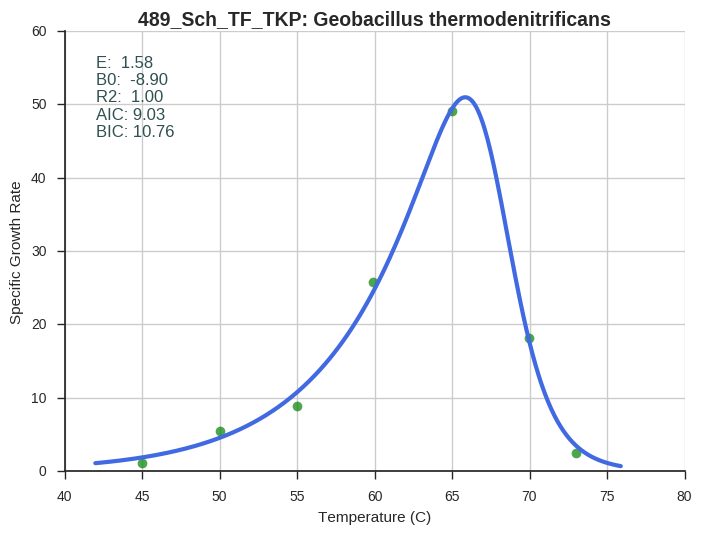 489_Sch_TF_TKP: Geobacillus thermodenitrificans
60
E: 1.58
B0: -8.90
R2: 1.00
AIC: 9.03
BIC: 10.76
50
40
30
20
10
0
Specific Growth Rate
40 45 50 55 60 65 70 75 80
Temperature (C)